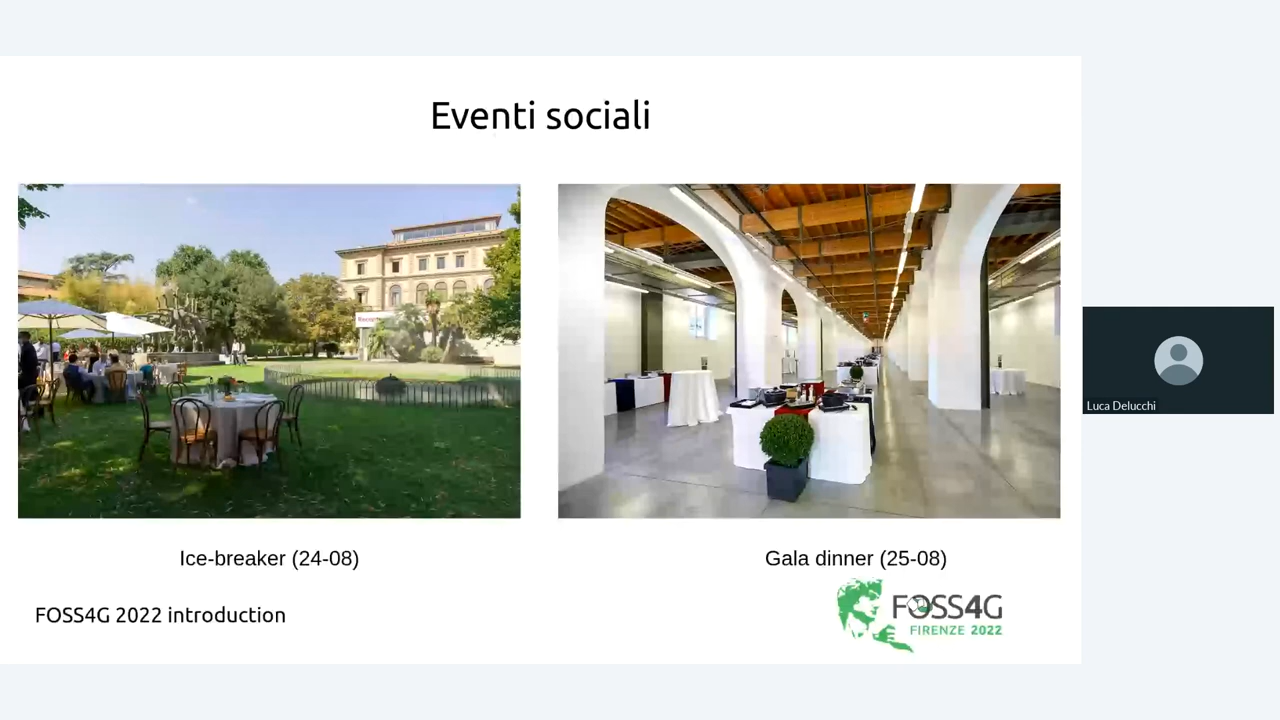 Eventi sociali
Ice-breaker (24-08)
Gala dinner (25-08)
FOSS4G 2022 introduction
FOSS4G
FIRENZE 2022
Luca Delucchi